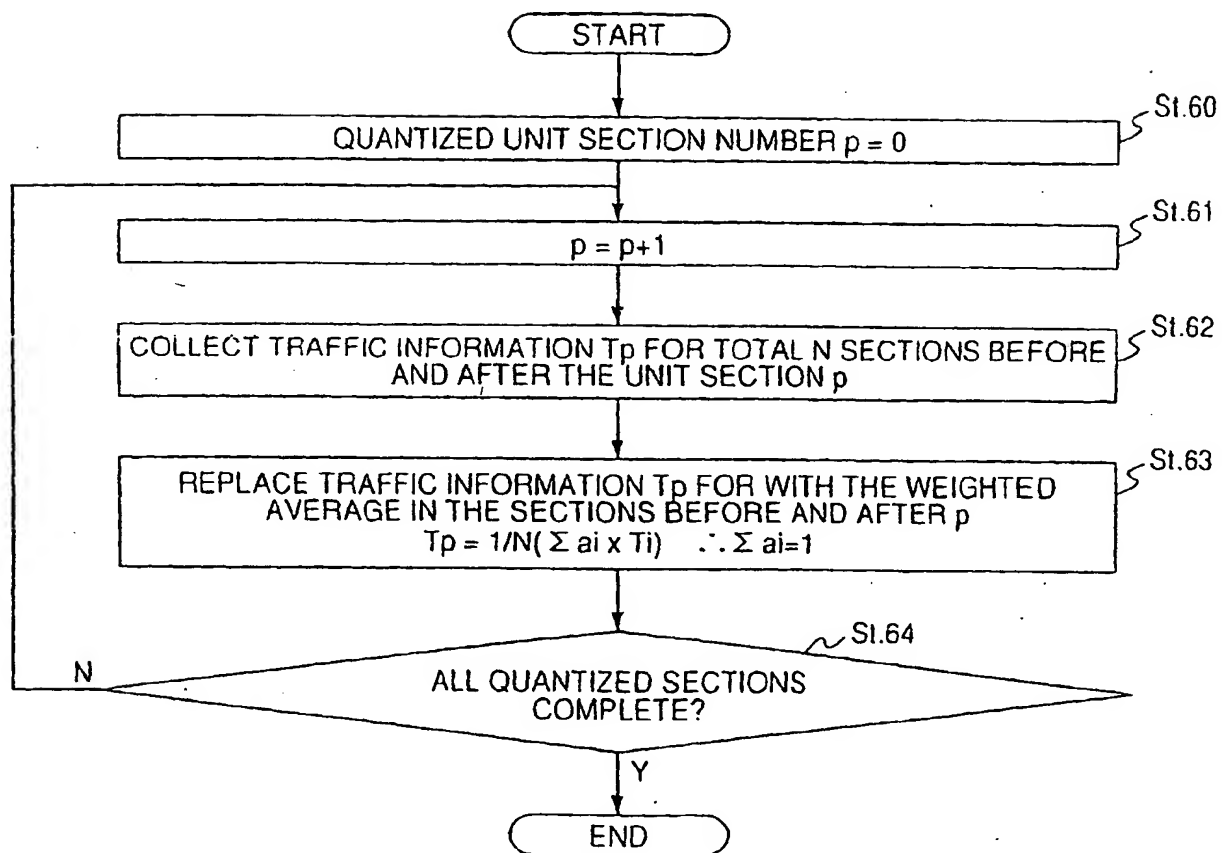 START
St.60
QUANTIZED UNIT SECTION NUMBER p = 0
St.61
p = p+1
St.62
COLLECT TRAFFIC INFORMATION Tp FOR TOTAL N SECTIONS BEFORE
AND AFTER THE UNIT SECTION p
St.63
REPLACE TRAFFIC INFORMATION Tp FOR WITH THE WEIGHTED
AVERAGE IN THE SECTIONS BEFORE AND AFTER p
Tp = 1/N( Σ ai x Ti) ∴ Σ ai=1
St.64
N
ALL QUANTIZED SECTIONS
COMPLETE?
Y
END